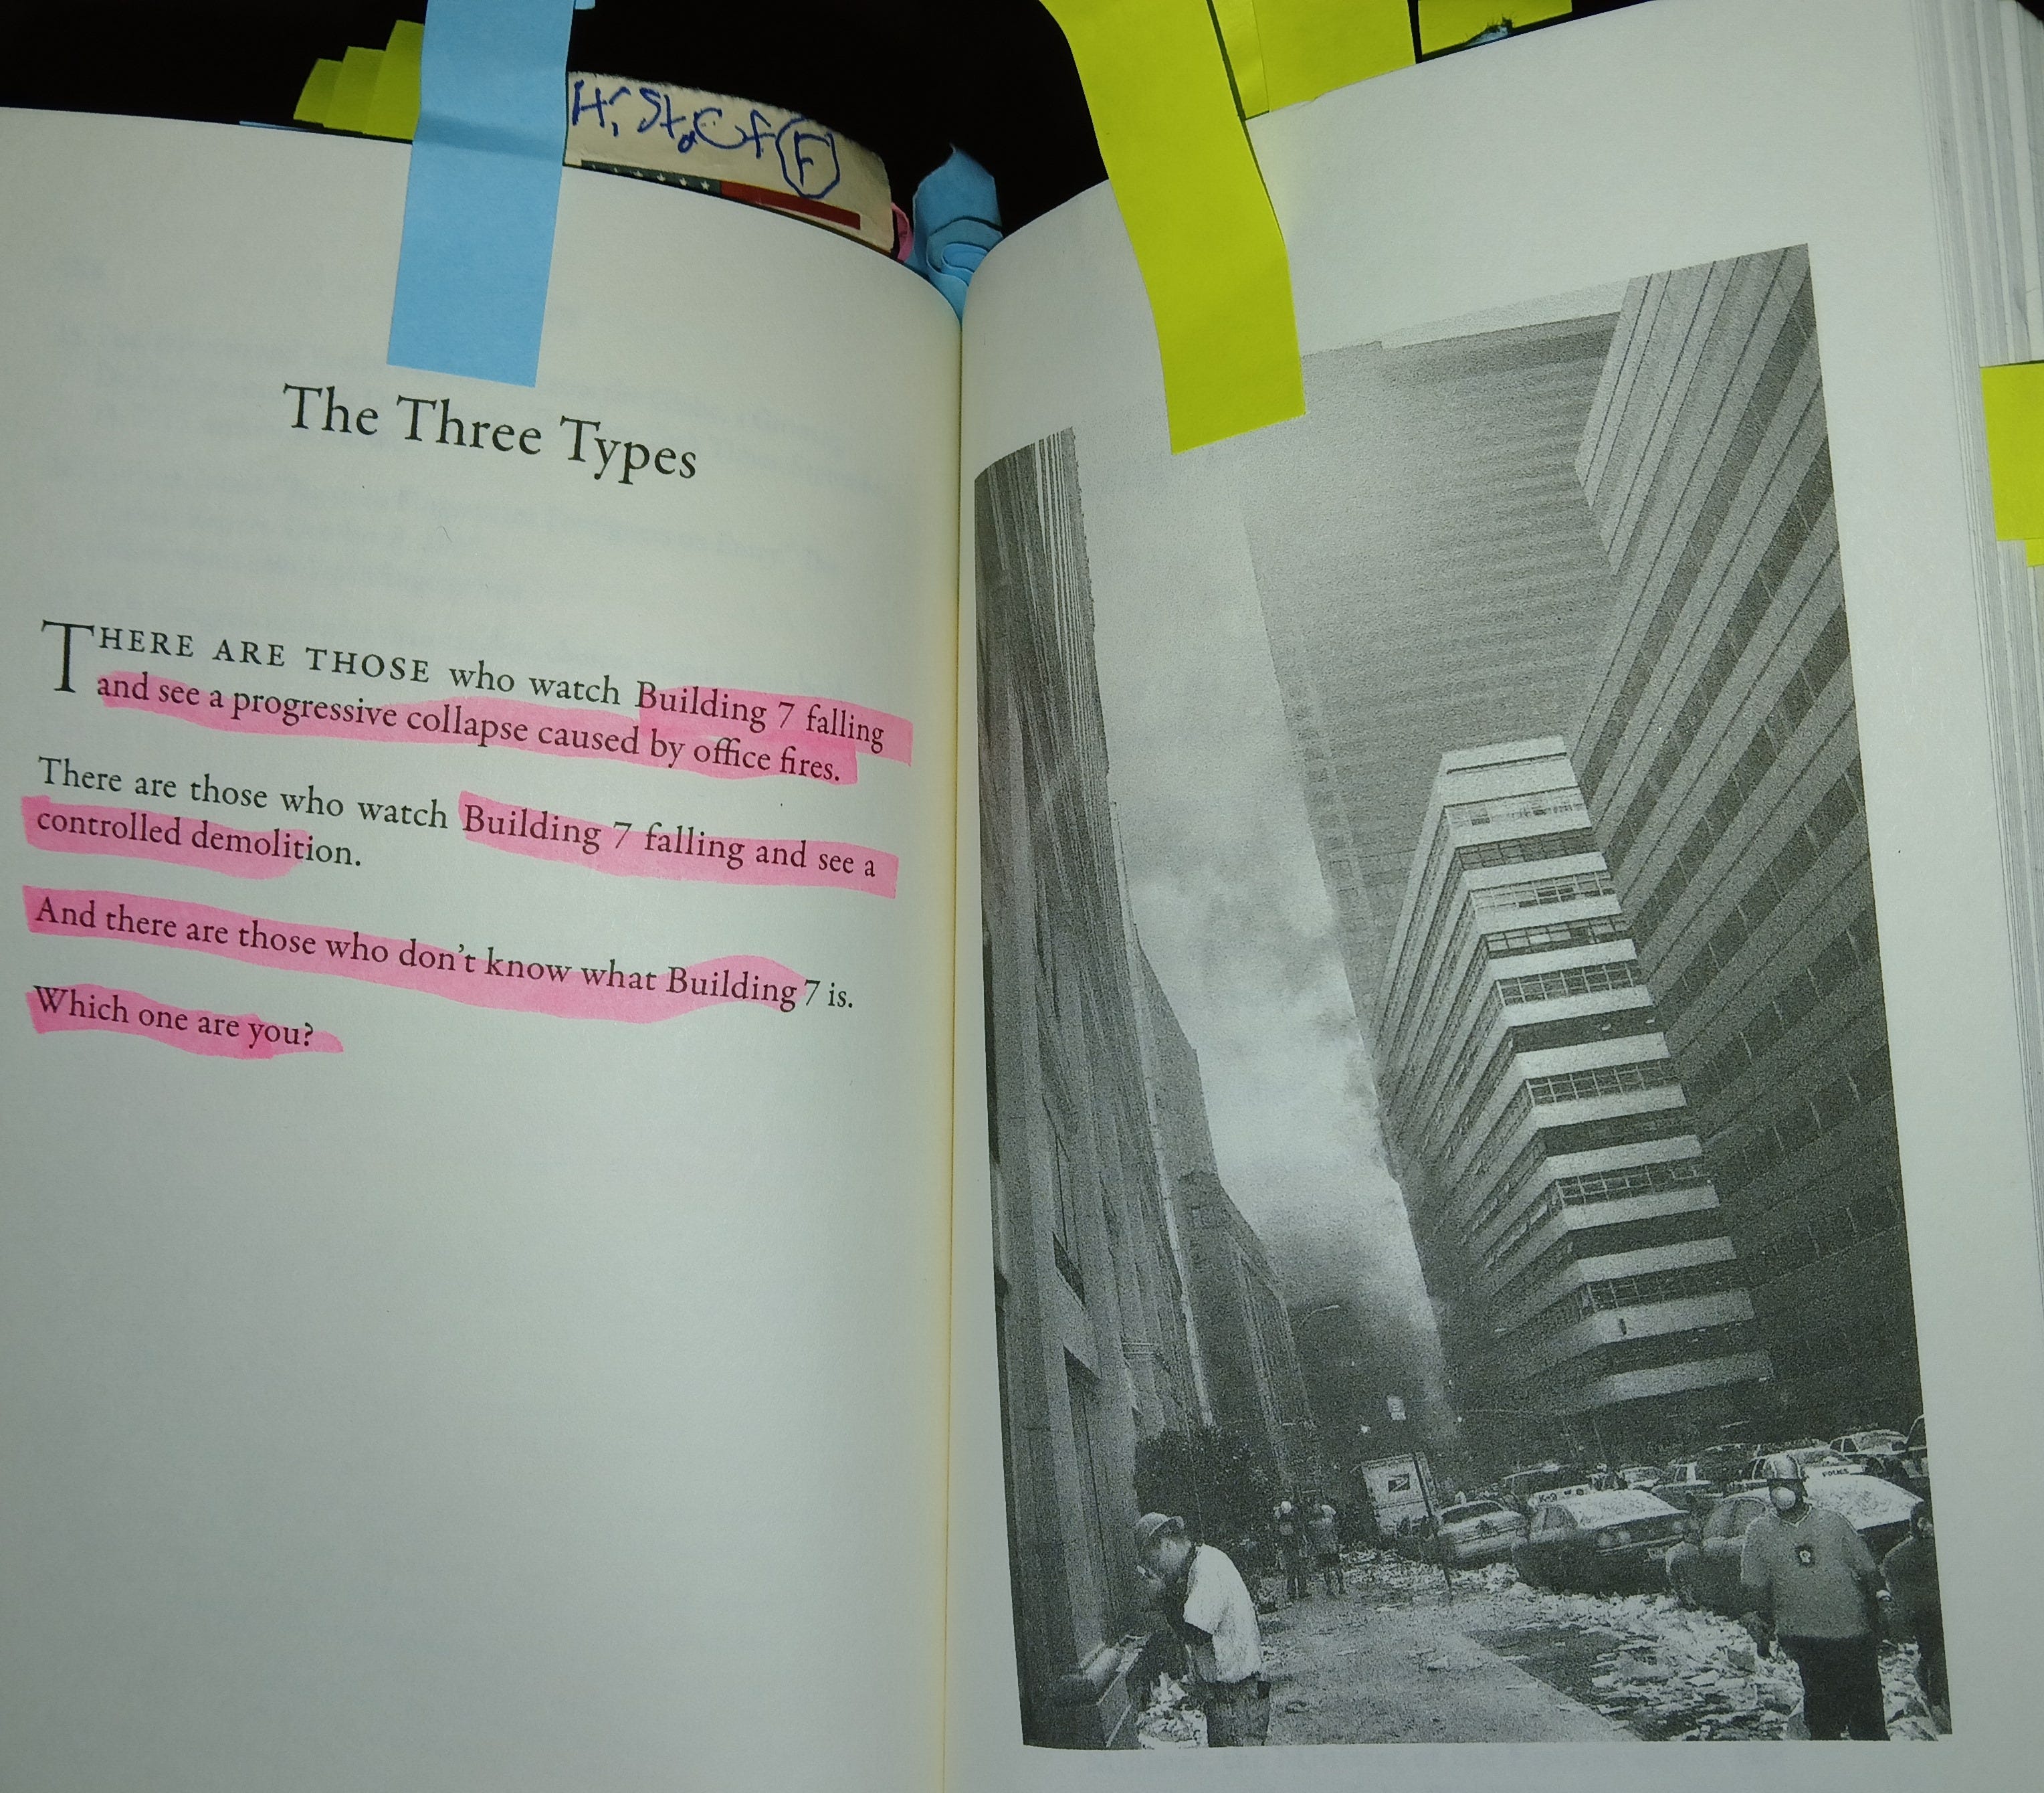 The Three Types
THERE ARE THOSE who watch Building 7 falling
and see a progressive collapse caused by office fires.
There are those who watch Building 7 falling and see a
controlled demolition.
And there are those who don't know what Building 7 is.
Which one are you?
POLICE